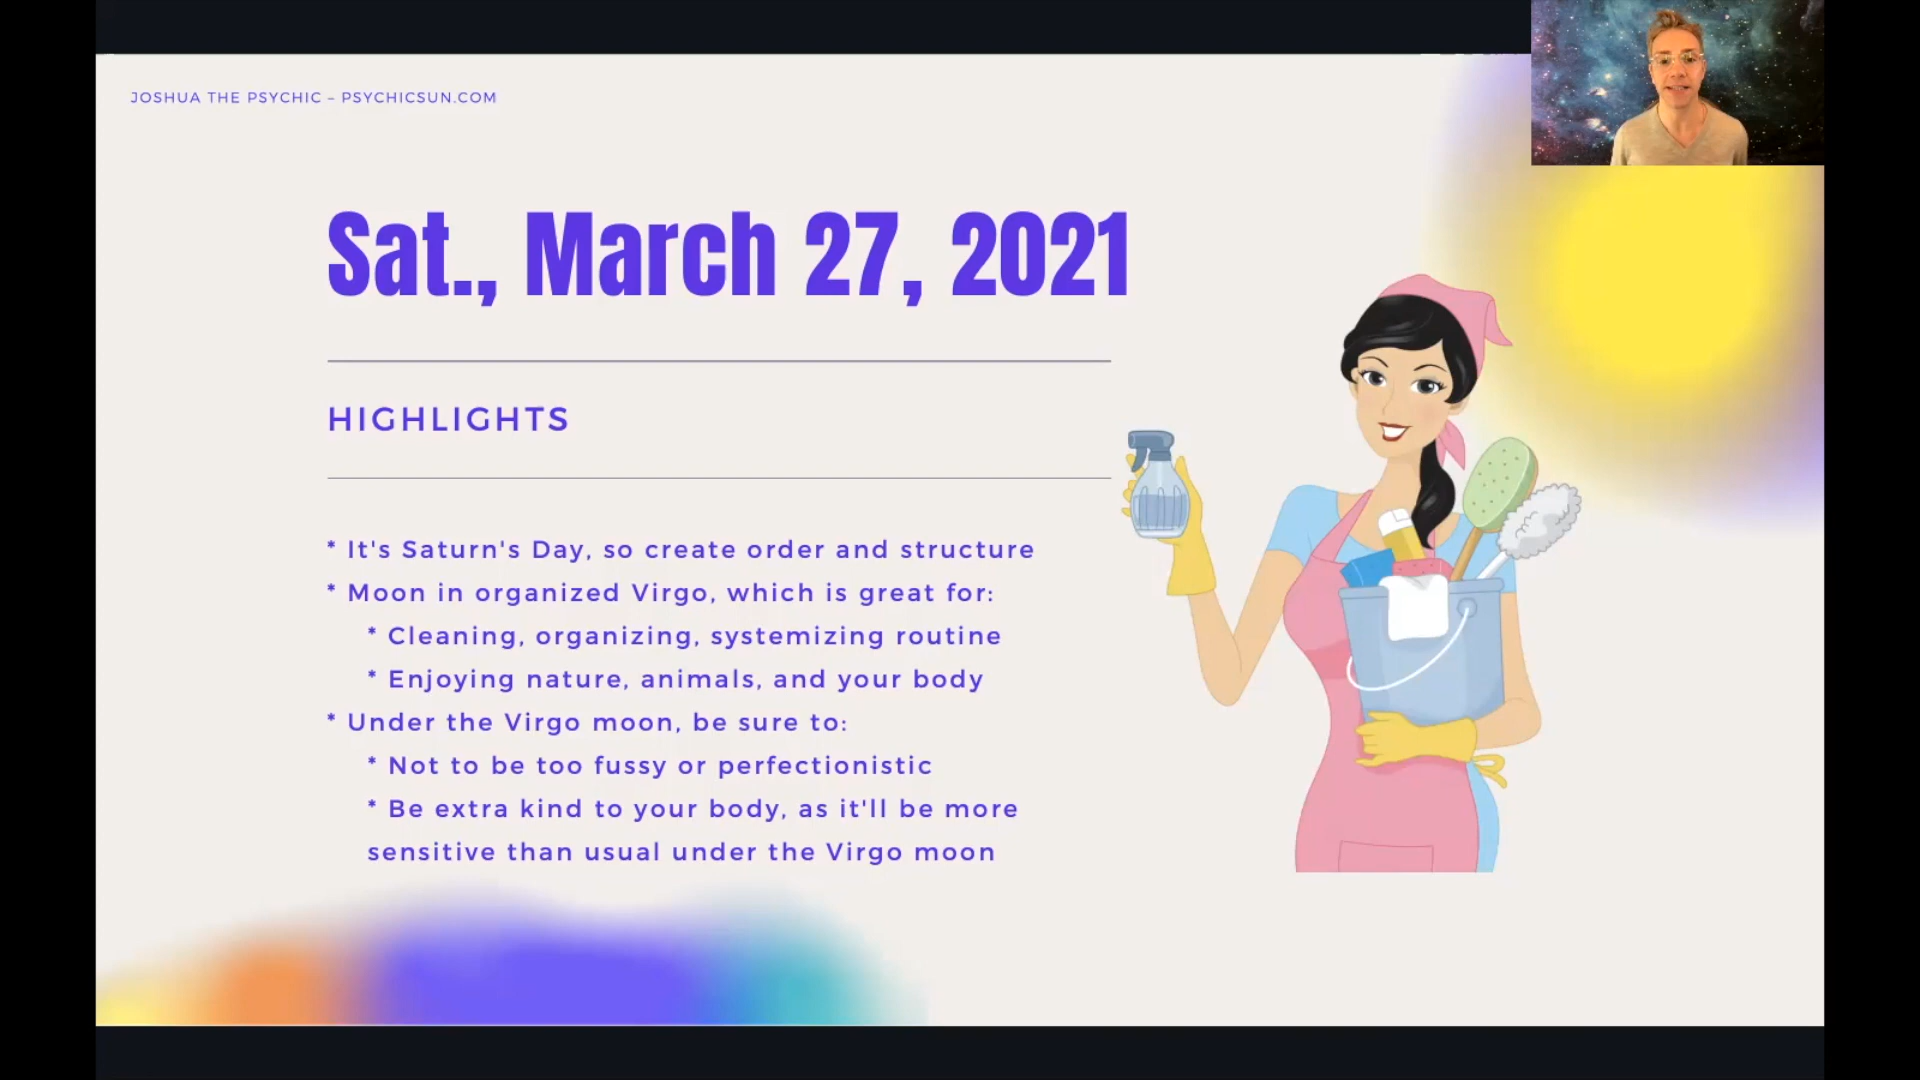 JOSHUA THE PSYCHIC – PSYCHICSUN.COM
Sat., March 27, 2021
HIGHLIGHTS
* It's Saturn's Day, so create order and structure
* Moon in organized Virgo, which is great for:
* Cleaning, organizing, systemizing routine
* Enjoying nature, animals, and your body
* Under the Virgo moon, be sure to:
* Not to be too fussy or perfectionistic
* Be extra kind to your body, as it'll be more
sensitive than usual under the Virgo moon